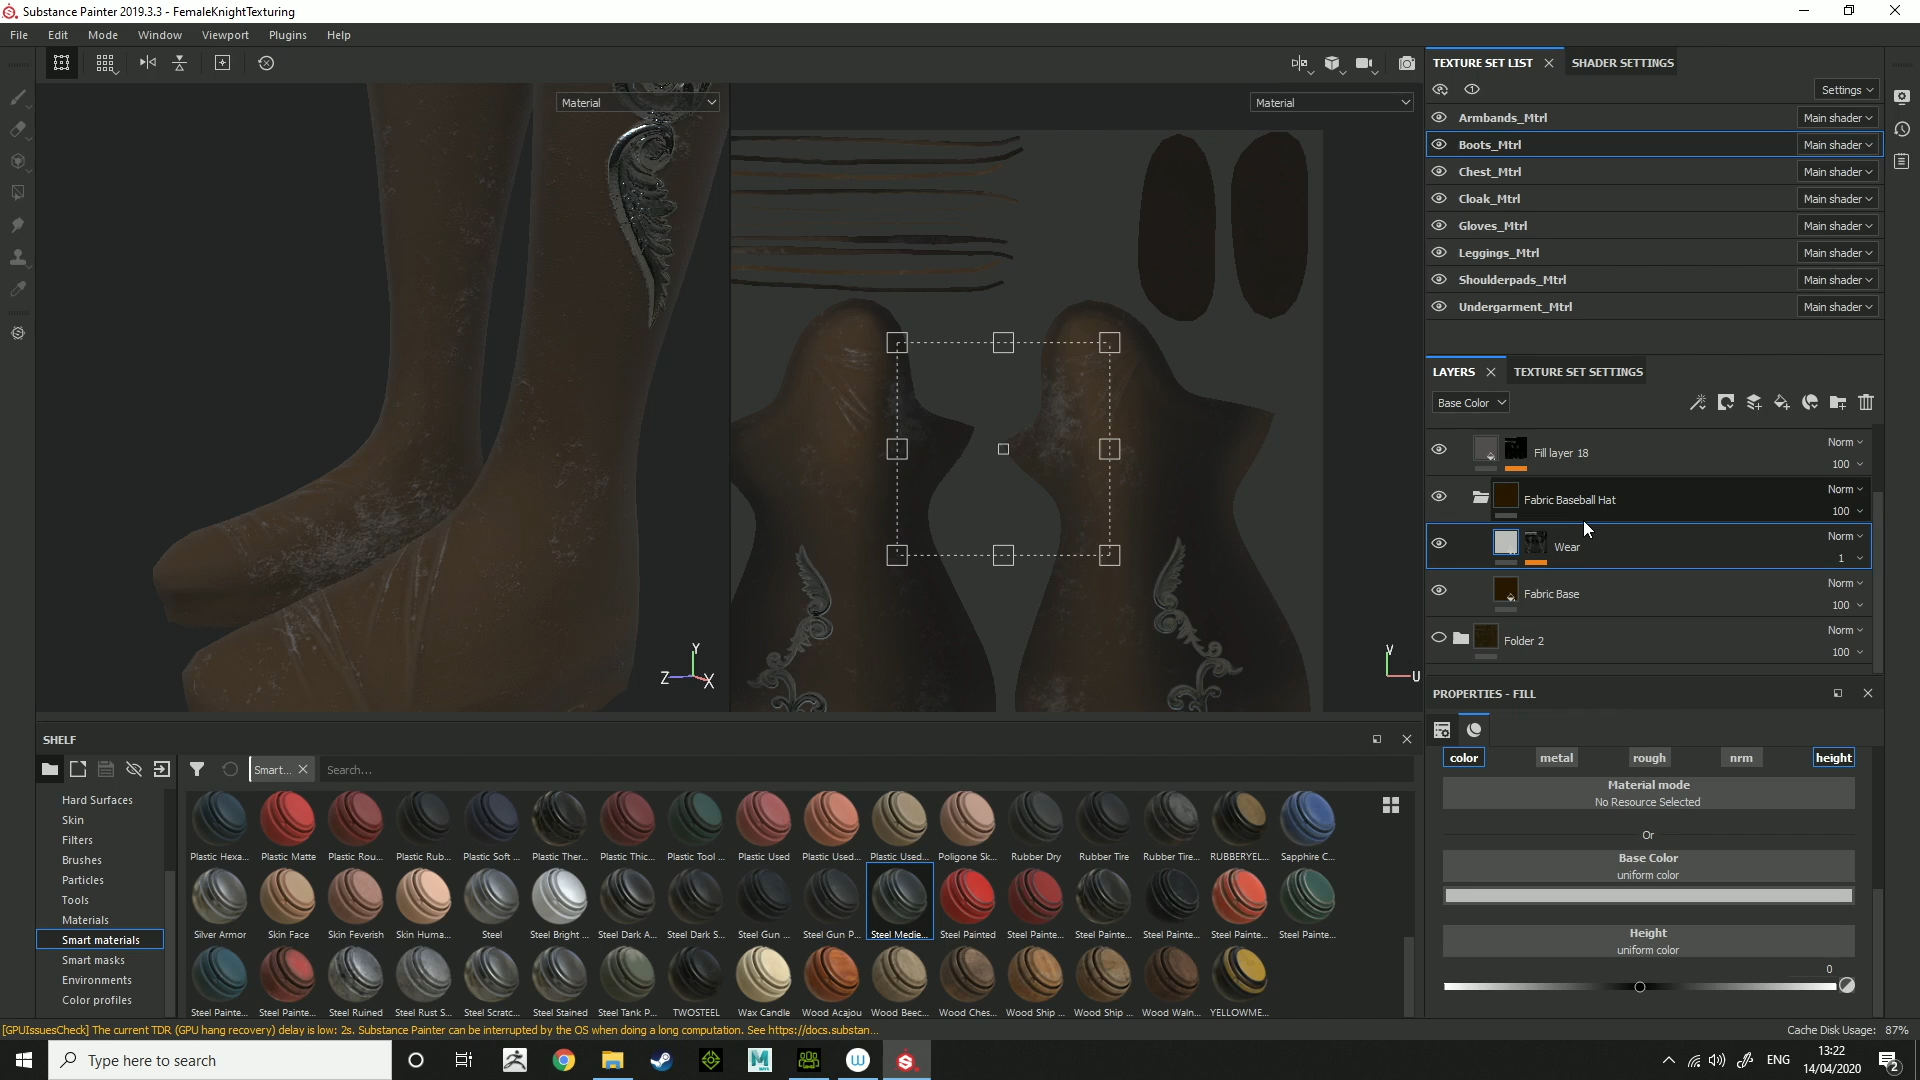 Substance Painter 2019.3.3 - FemaleKnightTexturing
File Edit Mode Window Viewport Plugins Help
Material
Material
Z Y X
V U
TEXTURE SET LIST SHADER SETTINGS
Settings
Armbands_Mtrl Main shader
Boots_Mtrl Main shader
Chest_Mtrl Main shader
Cloak_Mtrl Main shader
Gloves_Mtrl Main shader
Leggings_Mtrl Main shader
Shoulderpads_Mtrl Main shader
Undergarment_Mtrl Main shader
LAYERS TEXTURE SET SETTINGS
Base Color
Fill layer 18 Norm 100
Fabric Baseball Hat Norm 100
Wear Norm 1
Fabric Base Norm 100
Folder 2 Norm 100
PROPERTIES - FILL
color metal rough nrm height
Material mode
No Resource Selected
Or
Base Color
uniform color
Height
uniform color
0
SHELF
Smart... Search...
Hard Surfaces
Skin
Filters
Brushes
Particles
Tools
Materials
Smart materials
Smart masks
Environments
Color profiles
Plastic Hexa... Plastic Matte Plastic Rou... Plastic Rub... Plastic Soft ... Plastic Ther... Plastic Thic... Plastic Tool ... Plastic Used Plastic Used... Plastic Used... Poligone Sk... Rubber Dry Rubber Tire Rubber Tire... RUBBERYEL... Sapphire C...
Silver Armor Skin Face Skin Feverish Skin Huma... Steel Steel Bright ... Steel Dark A... Steel Dark S... Steel Gun ... Steel Gun P... Steel Medie... Steel Painted Steel Painte... Steel Painte... Steel Painte... Steel Painte... Steel Painte...
Steel Painte... Steel Painte... Steel Ruined Steel Rust S... Steel Scratc... Steel Stained Steel Tank P... TWOSTEEL Wax Candle Wood Acajou Wood Beec... Wood Ches... Wood Ship ... Wood Ship ... Wood Waln... YELLOWME...
[GPUIssuesCheck] The current TDR (GPU hang recovery) delay is low: 2s. Substance Painter can be interrupted by the OS when doing a long computation. See https://docs.substan...
Cache Disk Usage: 87%
Type here to search
ENG
13:22
14/04/2020
2